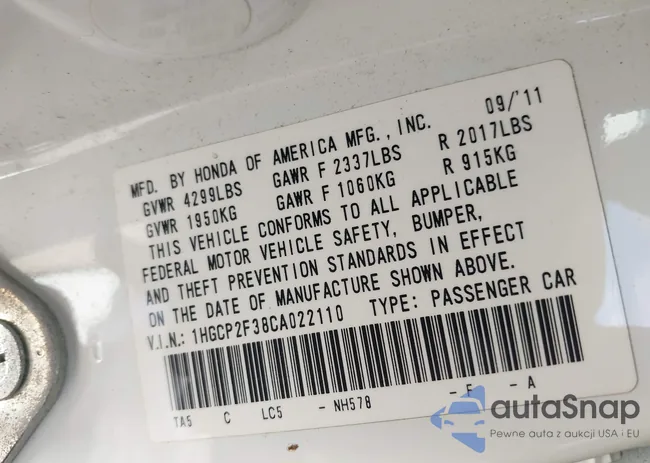 MFD. BY HONDA OF AMERICA MFG., INC. 09/'11
GVWR 4299LBS GAWR F 2337LBS R 2017LBS
GVWR 1950KG GAWR F 1060KG R 915KG
THIS VEHICLE CONFORMS TO ALL APPLICABLE
FEDERAL MOTOR VEHICLE SAFETY, BUMPER,
AND THEFT PREVENTION STANDARDS IN EFFECT
ON THE DATE OF MANUFACTURE SHOWN ABOVE.
V.I.N.: 1HGCP2F38CA022110 TYPE: PASSENGER CAR
TA5 C LC5 - NH578 - E - A
autaSnap
Pewne auta z aukcji USA i EU